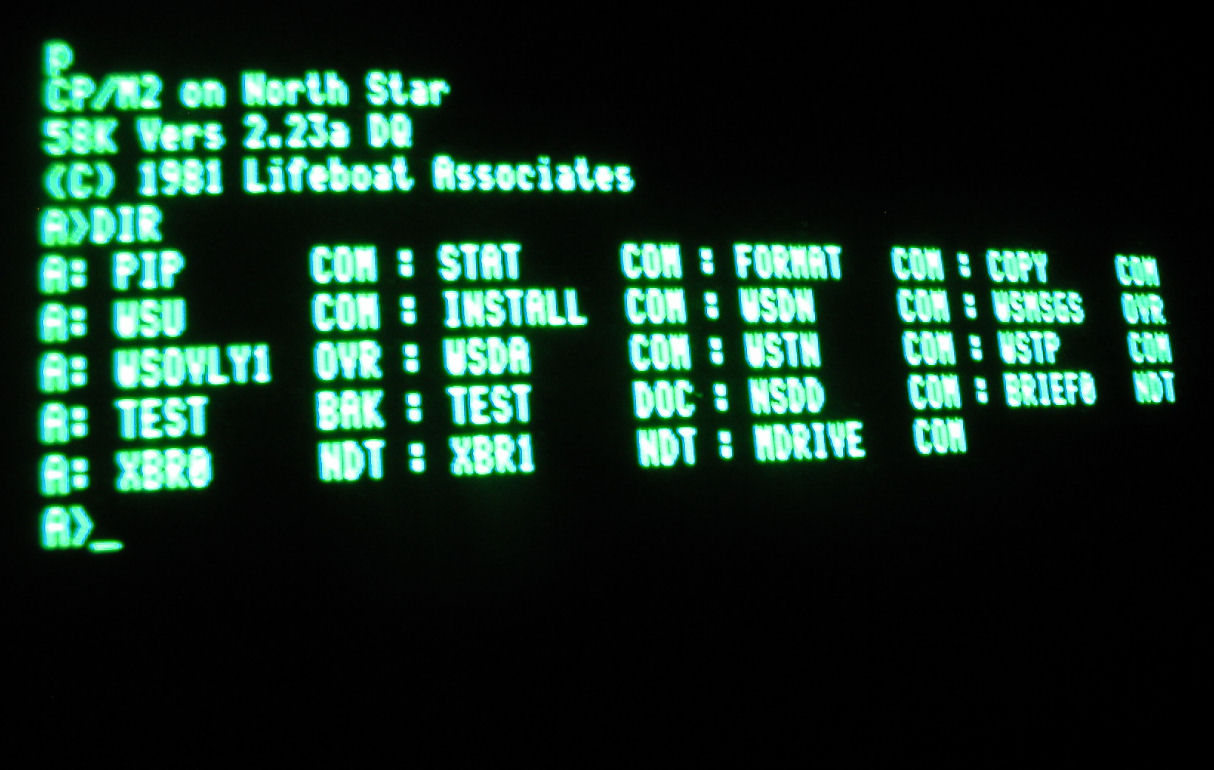 P
CP/M2 on North Star
58K Vers 2.23a DQ
(C) 1981 Lifeboat Associates
A>DIR
A: PIP COM : STAT COM : FORMAT COM : COPY COM
A: WSU COM : INSTALL COM : WSDN COM : WSMSGS OVR
A: WSOVLY1 OVR : WSDA COM : WSTN COM : WSTP COM
A: TEST BAK : TEST DOC : NSDD COM : BRIEF0 NDT
A: XBR0 NDT : XBR1 NDT : MDRIVE COM
A>_